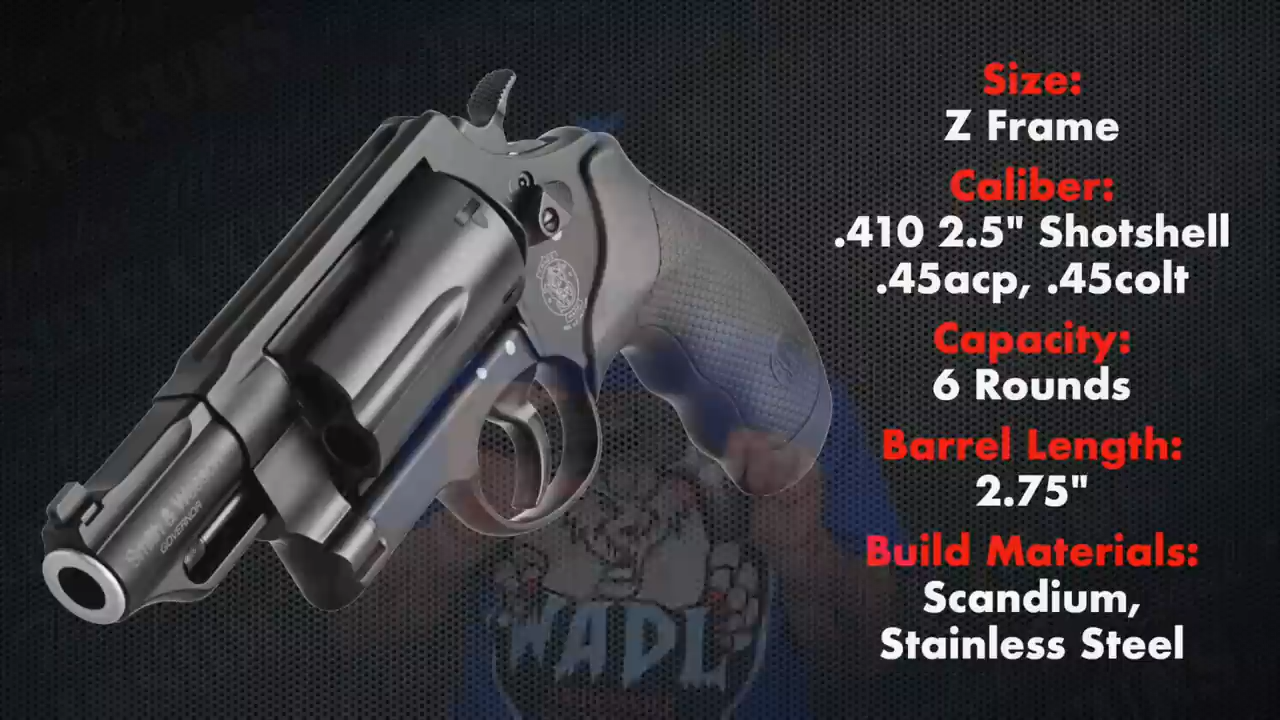 Size:
Z Frame
Caliber:
.410 2.5" Shotshell
.45acp, .45colt
Capacity:
6 Rounds
Barrel Length:
2.75"
Build Materials:
Scandium,
Stainless Steel
Smith & Wesson
GOVERNOR
WAPL